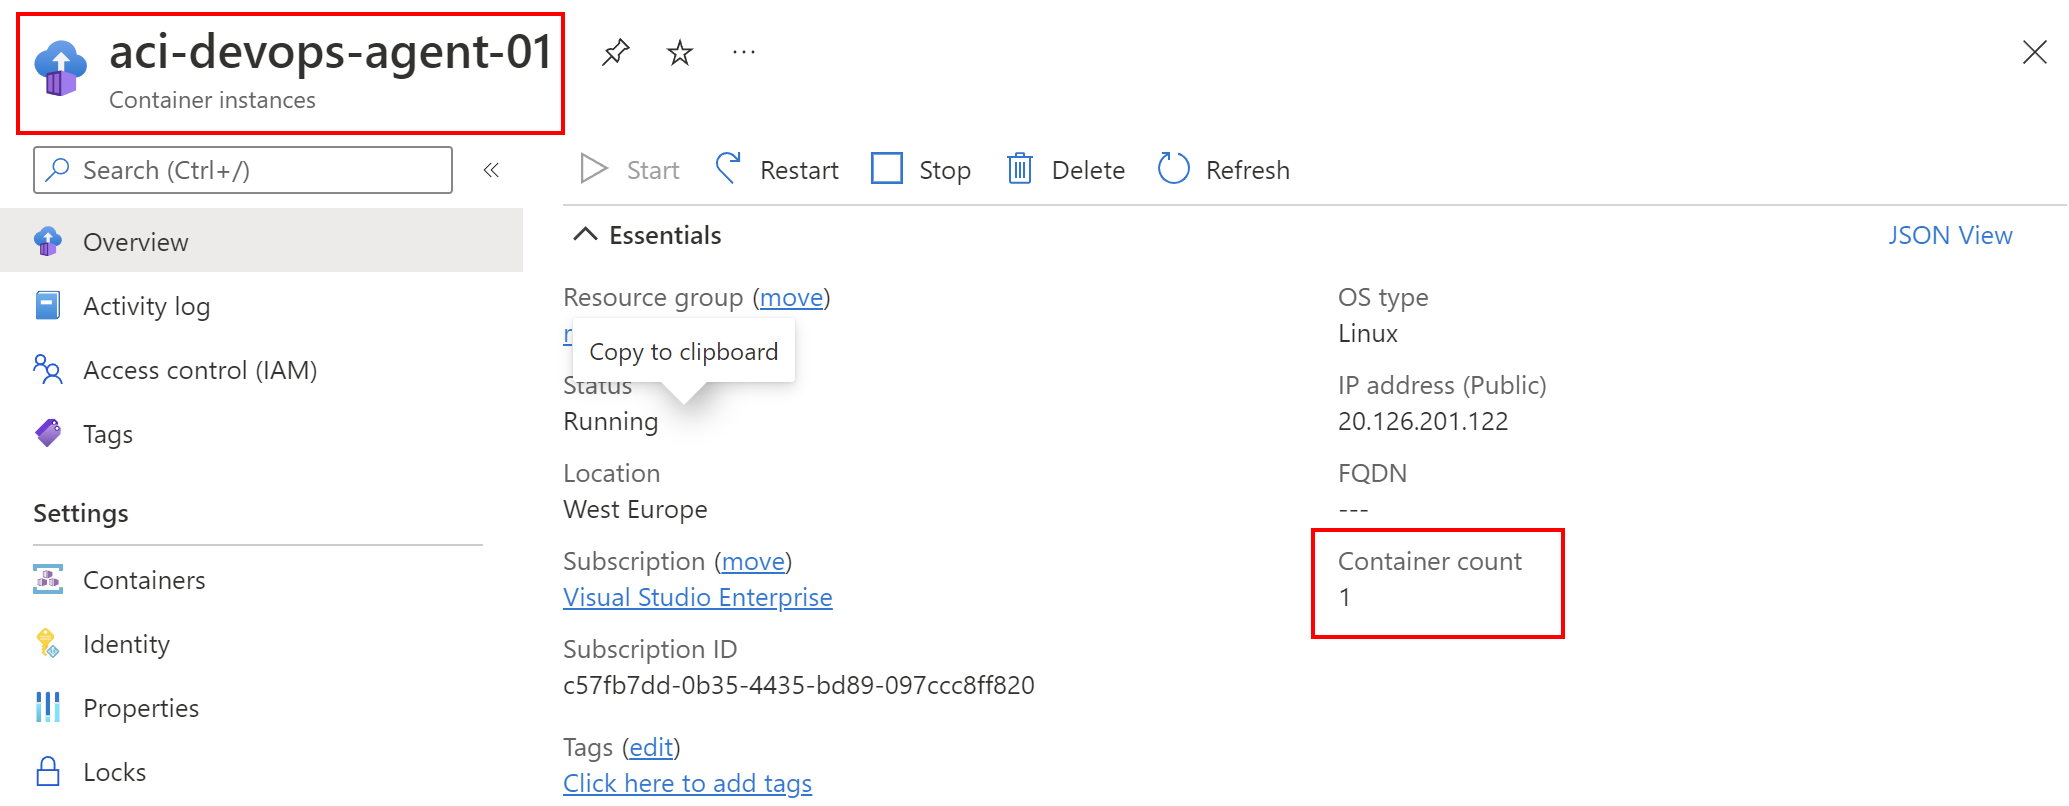 aci-devops-agent-01
Container instances
Search (Ctrl+/)
Start Restart Stop Delete Refresh
Overview
Activity log
Access control (IAM)
Tags
Settings
Containers
Identity
Properties
Locks
Essentials
JSON View
Resource group (move)
Copy to clipboard
Status
Running
Location
West Europe
Subscription (move)
Visual Studio Enterprise
Subscription ID
c57fb7dd-0b35-4435-bd89-097ccc8ff820
Tags (edit)
Click here to add tags
OS type
Linux
IP address (Public)
20.126.201.122
FQDN
---
Container count
1